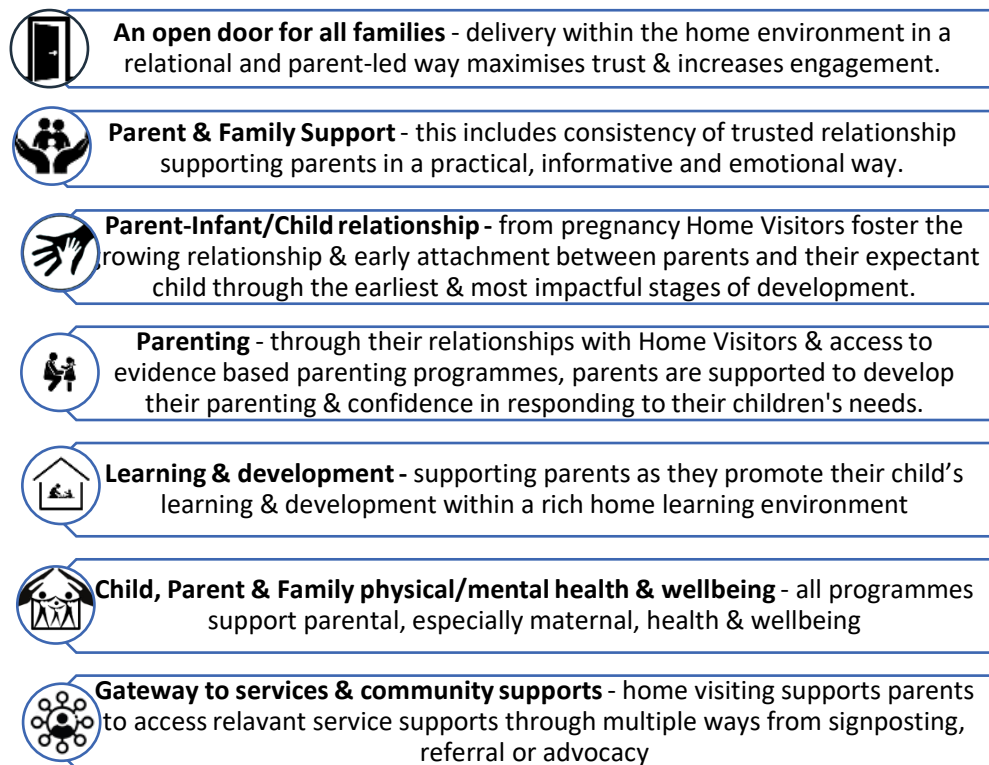 An open door for all families - delivery within the home environment in a
relational and parent-led way maximises trust & increases engagement.
Parent & Family Support - this includes consistency of trusted relationship
supporting parents in a practical, informative and emotional way.
Parent-Infant/Child relationship - from pregnancy Home Visitors foster the
growing relationship & early attachment between parents and their expectant
child through the earliest & most impactful stages of development.
Parenting - through their relationships with Home Visitors & access to
evidence based parenting programmes, parents are supported to develop
their parenting & confidence in responding to their children's needs.
Learning & development - supporting parents as they promote their child’s
learning & development within a rich home learning environment
Child, Parent & Family physical/mental health & wellbeing - all programmes
support parental, especially maternal, health & wellbeing
Gateway to services & community supports - home visiting supports parents
to access relavant service supports through multiple ways from signposting,
referral or advocacy